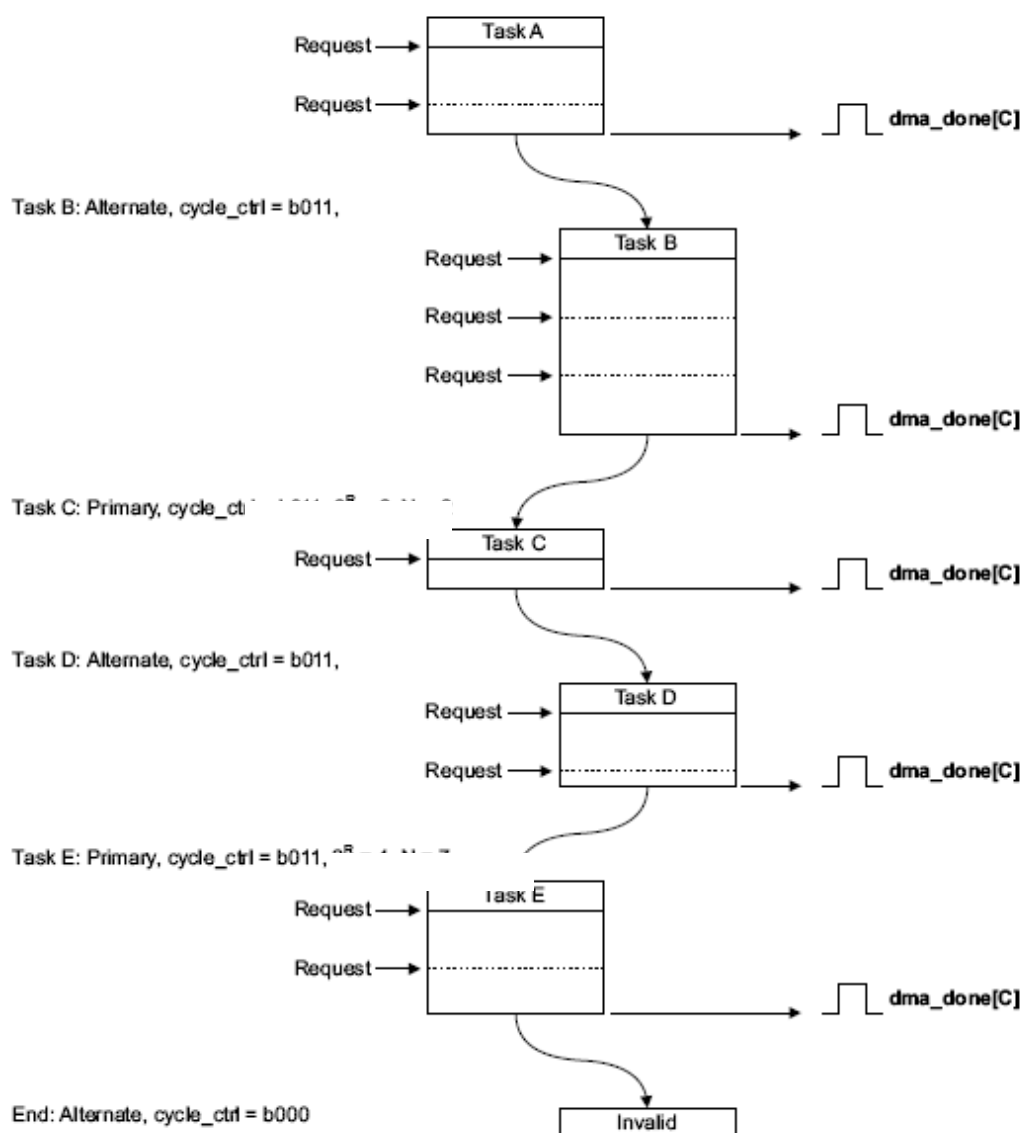 Task A
Request
Request
dma_done[C]
Task B: Alternate, cycle_ctrl = b011,
Task B
Request
Request
Request
dma_done[C]
Task C: Primary, cycle_ctrl
Task C
Request
dma_done[C]
Task D: Alternate, cycle_ctrl = b011,
Task D
Request
Request
dma_done[C]
Task E: Primary, cycle_ctrl = b011,
Task E
Request
Request
dma_done[C]
End: Alternate, cycle_ctrl = b000
Invalid